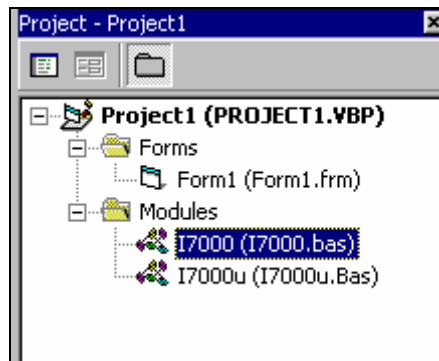 Project - Project1
Project1 (PROJECT1.VBP)
Forms
Form1 (Form1.frm)
Modules
I7000 (I7000.bas)
I7000u (I7000u.Bas)